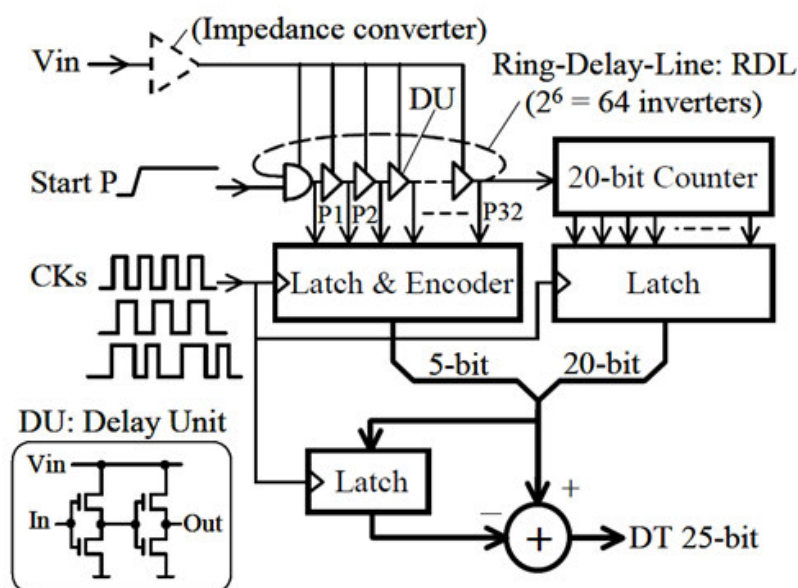 (Impedance converter)
Vin
Ring-Delay-Line: RDL
(2⁶ = 64 inverters)
DU
Start P
20-bit Counter
P1 P2 P32
CKs
Latch & Encoder
Latch
5-bit
20-bit
DU: Delay Unit
Vin
In
Out
Latch
−
+
+
DT 25-bit